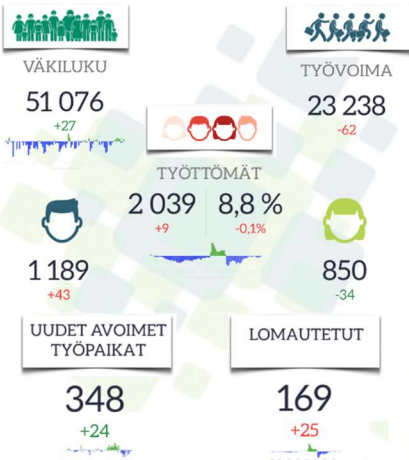 VÄKILUKU
51 076
+27
TYÖVOIMA
23 238
-62
TYÖTTÖMÄT
2 039
+9
8,8 %
-0,1%
1 189
+43
850
-34
UUDET AVOIMET
TYÖPAIKAT
348
+24
LOMAUTETUT
169
+25